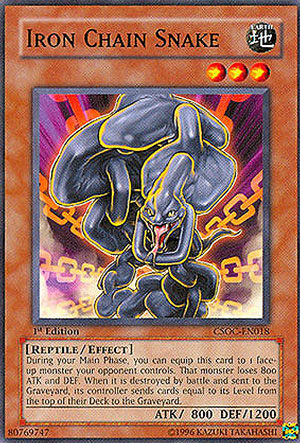 IRON CHAIN SNAKE
EARTH
地
1st Edition
CSOC-EN018
[REPTILE/EFFECT]
During your Main Phase, you can equip this card to 1 face-
up monster your opponent controls. That monster loses 800
ATK and DEF. When it is destroyed by battle and sent to the
Graveyard, its controller sends cards equal to its Level from
the top of their Deck to the Graveyard.
ATK/ 800 DEF/1200
80769747
©1996 KAZUKI TAKAHASHI